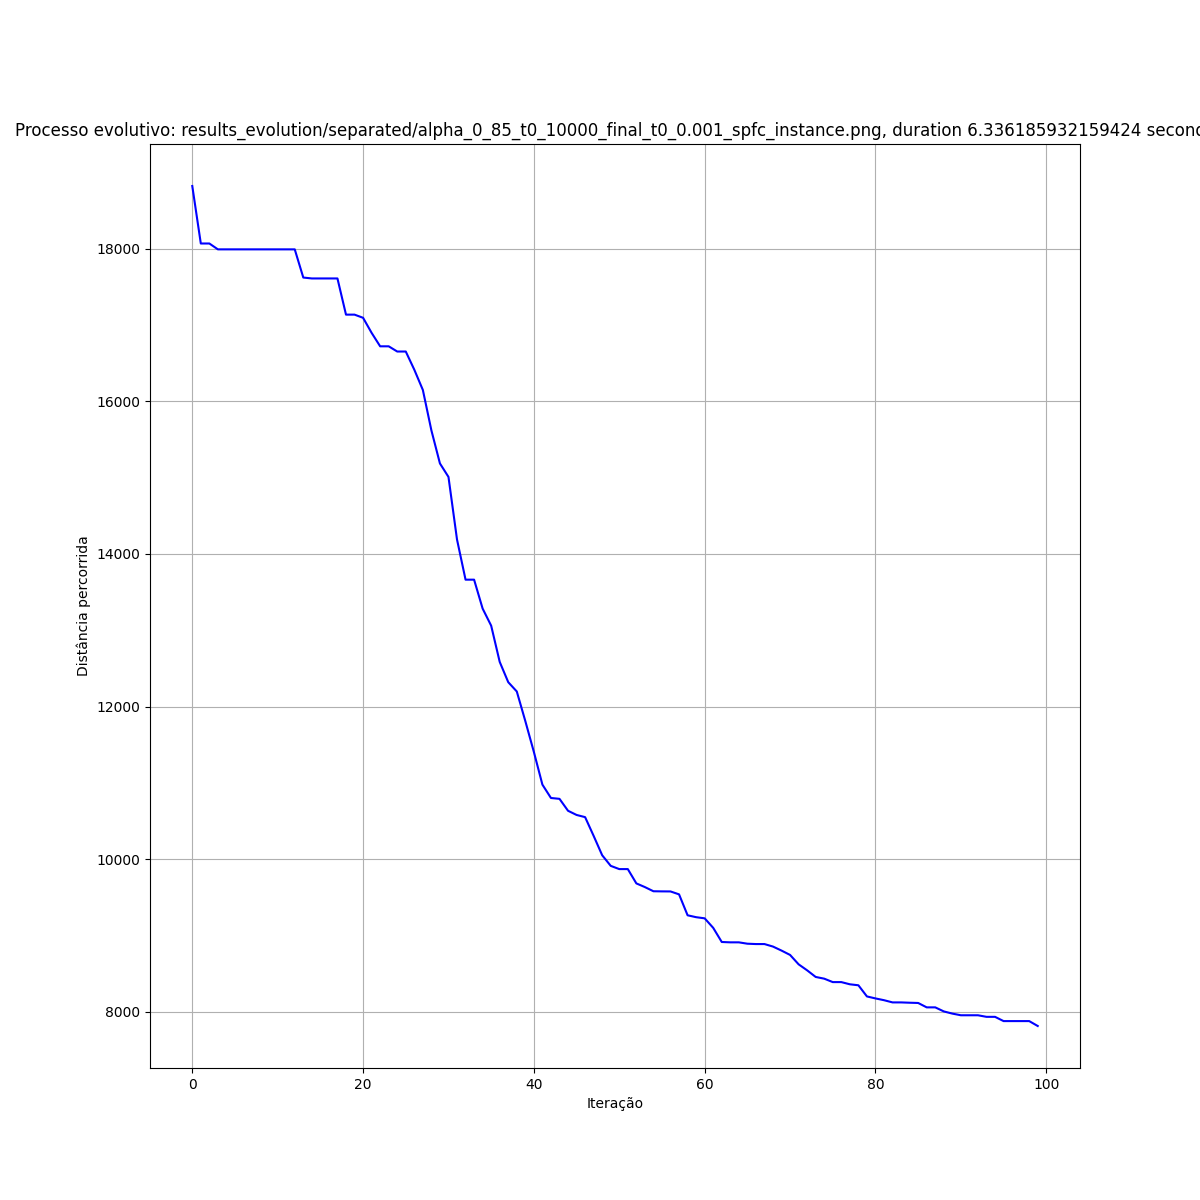 Processo evolutivo: results_evolution/separated/alpha_0_85_t0_10000_final_t0_0.001_spfc_instance.png, duration 6.336185932159424
18000
16000
14000
12000
10000
8000
Distância percorrida
0 20 40 60 80 100
Iteração